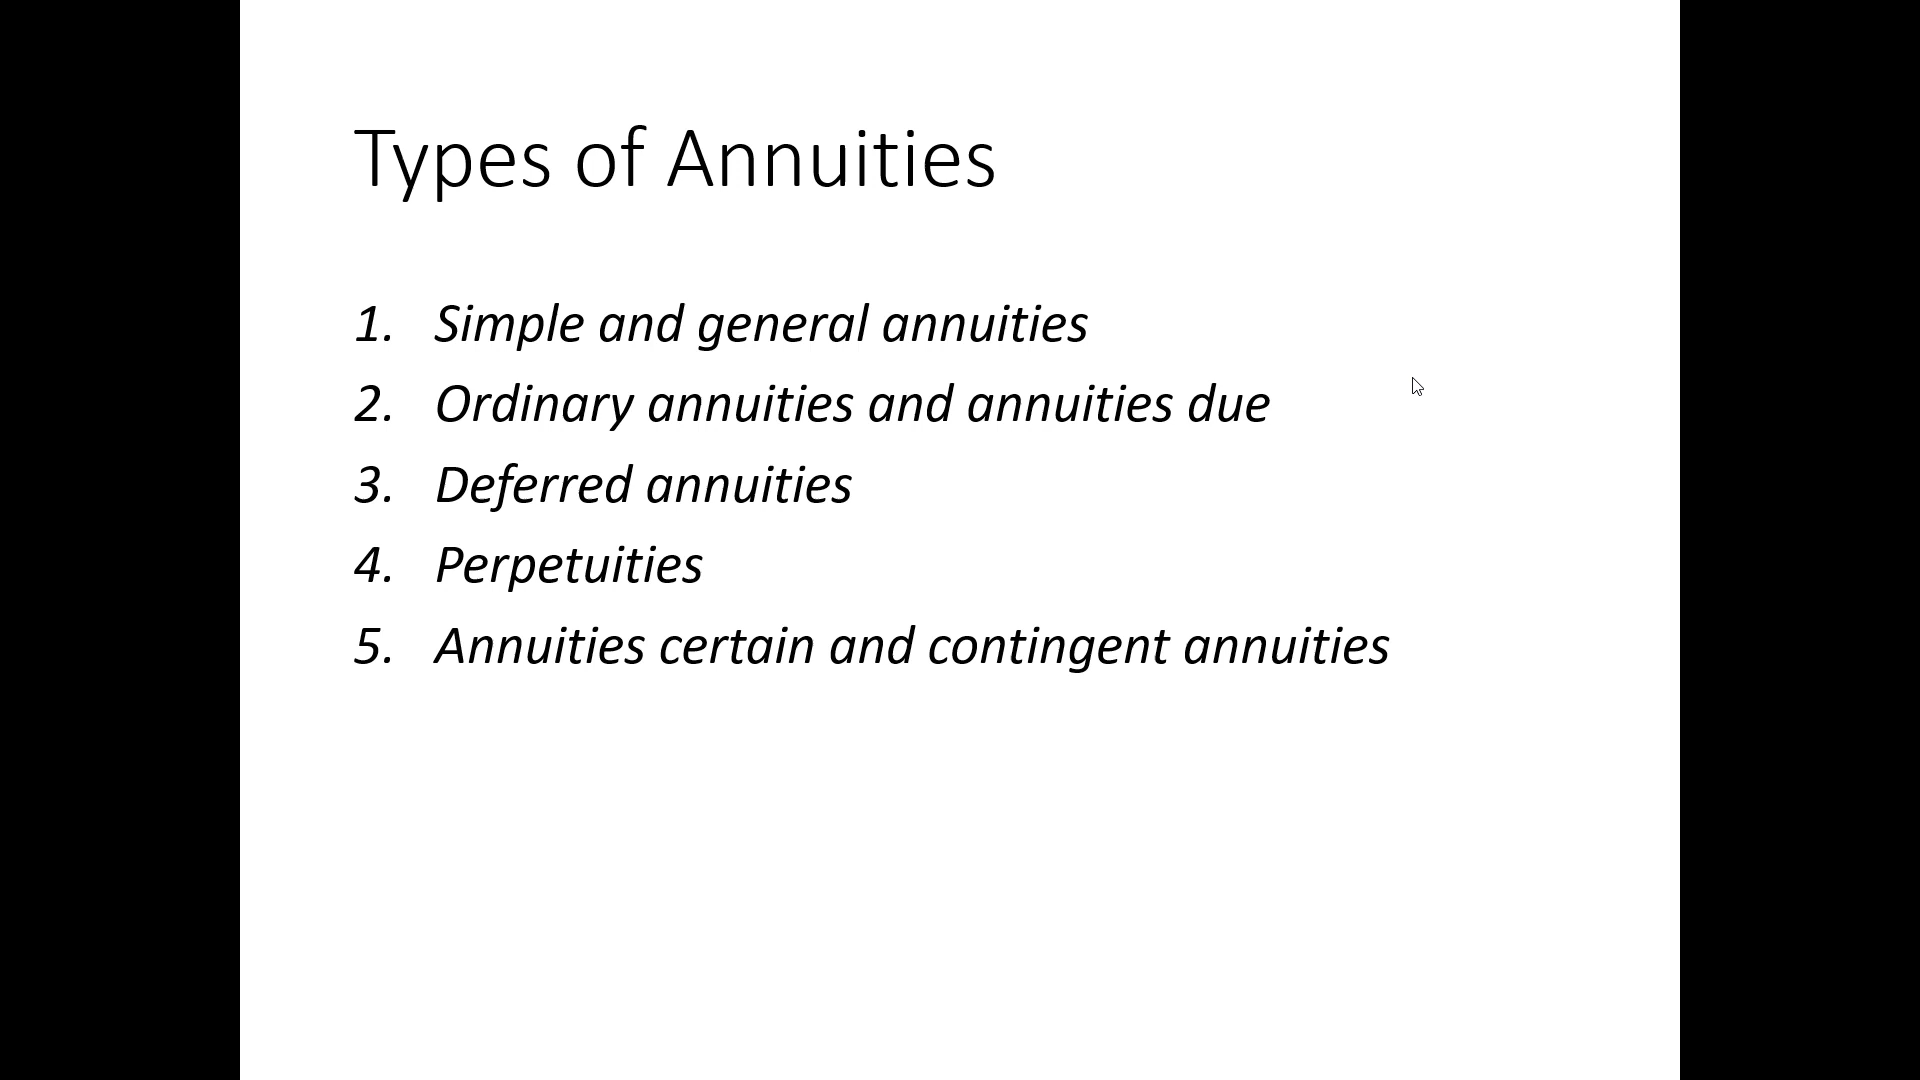 Types of Annuities
1. Simple and general annuities
2. Ordinary annuities and annuities due
3. Deferred annuities
4. Perpetuities
5. Annuities certain and contingent annuities